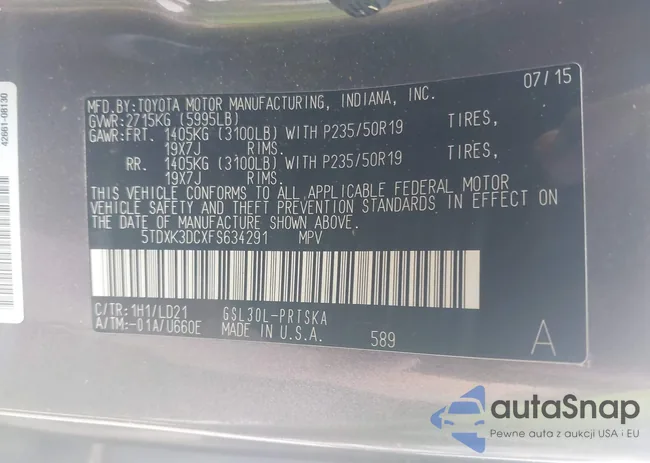 42661-08130
07/15
MFD.BY:TOYOTA MOTOR MANUFACTURING, INDIANA, INC.
GVWR:2715KG (5995LB)
GAWR:FRT. 1405KG (3100LB) WITH P235/50R19 TIRES,
19X7J RIMS.
RR. 1405KG (3100LB) WITH P235/50R19 TIRES,
19X7J RIMS.
THIS VEHICLE CONFORMS TO ALL APPLICABLE FEDERAL MOTOR
VEHICLE SAFETY AND THEFT PREVENTION STANDARDS IN EFFECT ON
THE DATE OF MANUFACTURE SHOWN ABOVE.
5TDXK3DCXFS634291 MPV
C/TR:1H1/LD21 GSL30L-PRTSKA
A/TM:-01A/U660E MADE IN U.S.A. 589 A
autaSnap
Pewne auta z aukcji USA i EU